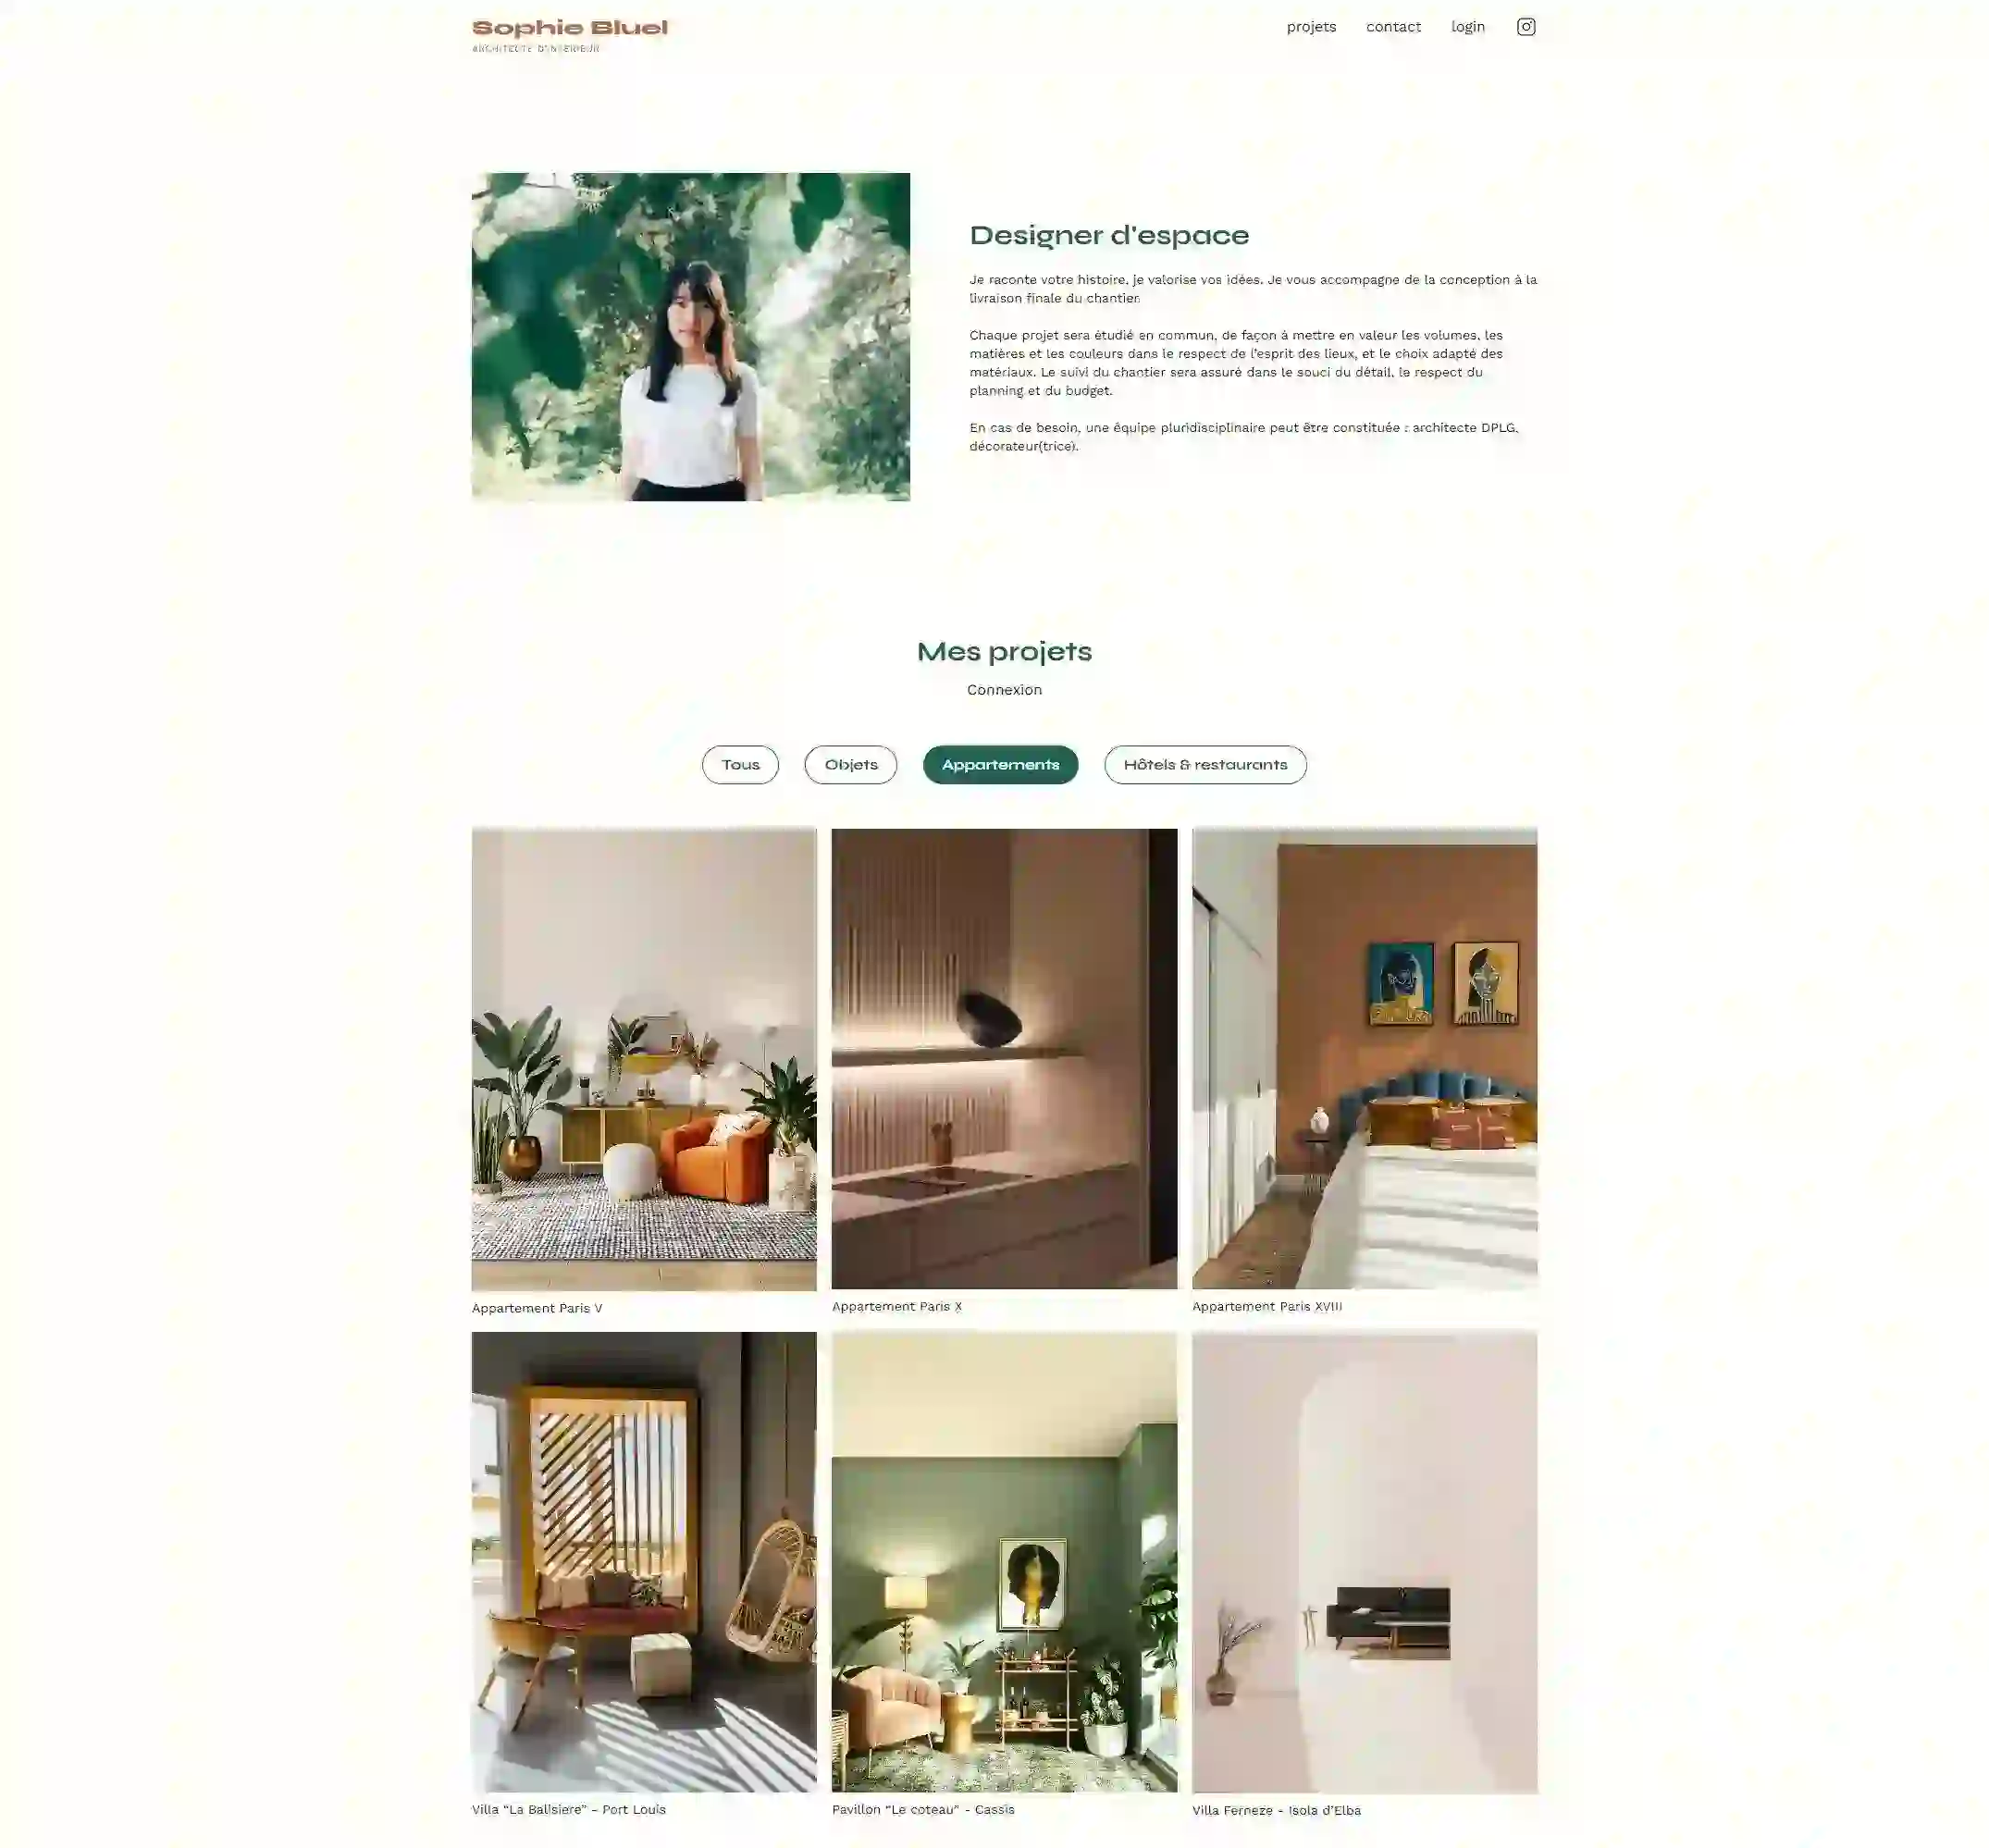 Sophie Bluel
ARCHITECTE D'INTÉRIEUR
projets contact login
Designer d'espace
Je raconte votre histoire, je valorise vos idées. Je vous accompagne de la conception à la
livraison finale du chantier.
Chaque projet sera étudié en commun, de façon à mettre en valeur les volumes, les
matières et les couleurs dans le respect de l'esprit des lieux, et le choix adapté des
matériaux. Le suivi du chantier sera assuré dans le souci du détail, le respect du
planning et du budget.
En cas de besoin, une équipe pluridisciplinaire peut être constituée : architecte DPLG,
décorateur(trice).
Mes projets
Connexion
Tous Objets Appartements Hôtels & restaurants
Appartement Paris V
Appartement Paris X
Appartement Paris XVIII
Villa “La Balisiere” - Port Louis
Pavillon “Le coteau” - Cassis
Villa Ferneze - Isola d’Elba